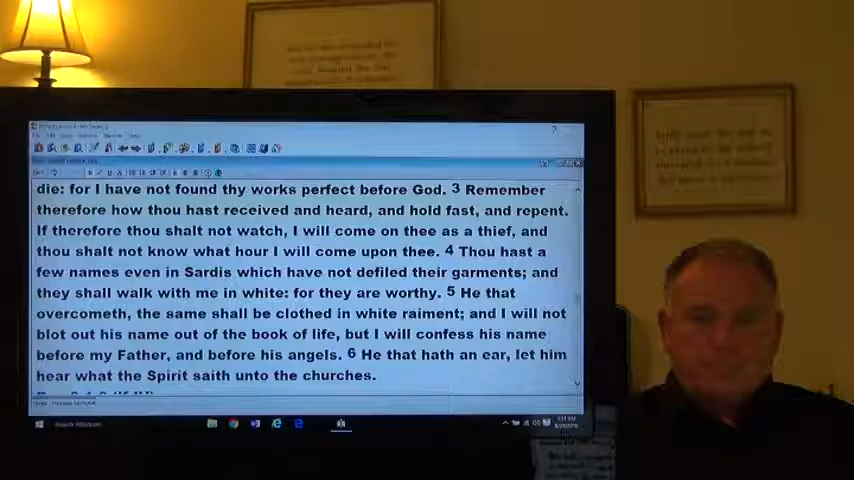 die: for I have not found thy works perfect before God. 3 Remember
therefore how thou hast received and heard, and hold fast, and repent.
If therefore thou shalt not watch, I will come on thee as a thief, and
thou shalt not know what hour I will come upon thee. 4 Thou hast a
few names even in Sardis which have not defiled their garments; and
they shall walk with me in white: for they are worthy. 5 He that
overcometh, the same shall be clothed in white raiment; and I will not
blot out his name out of the book of life, but I will confess his name
before my Father, and before his angels. 6 He that hath an ear, let him
hear what the Spirit saith unto the churches.